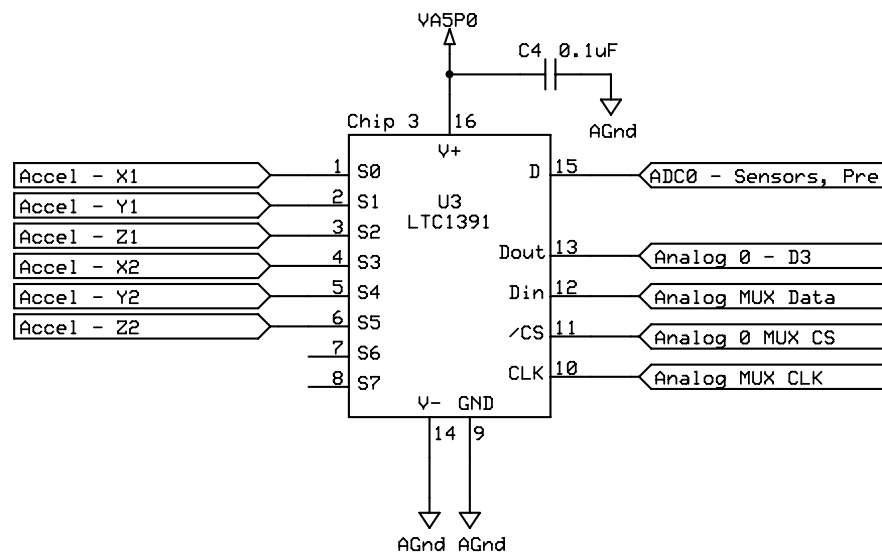 VA5P0
C4 0.1uF
AGnd
Chip 3 16
V+
Accel - X1 1 S0 D 15 ADC0 - Sensors, Pre
Accel - Y1 2 S1 U3
LTC1391
Accel - Z1 3 S2
Dout 13 Analog 0 - D3
Accel - X2 4 S3
Accel - Y2 5 S4 Din 12 Analog MUX Data
Accel - Z2 6 S5 /CS 11 Analog 0 MUX CS
7 S6
8 S7 CLK 10 Analog MUX CLK
V- GND
14 9
AGnd AGnd